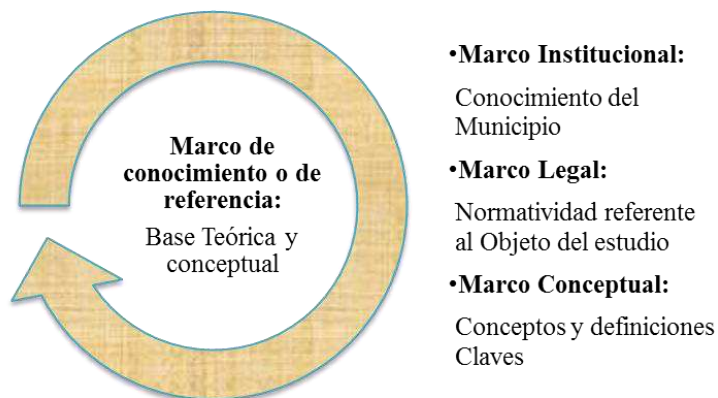 Marco de
conocimiento o de
referencia:
Base Teórica y
conceptual
•Marco Institucional:
Conocimiento del
Municipio
•Marco Legal:
Normatividad referente
al Objeto del estudio
•Marco Conceptual:
Conceptos y definiciones
Claves